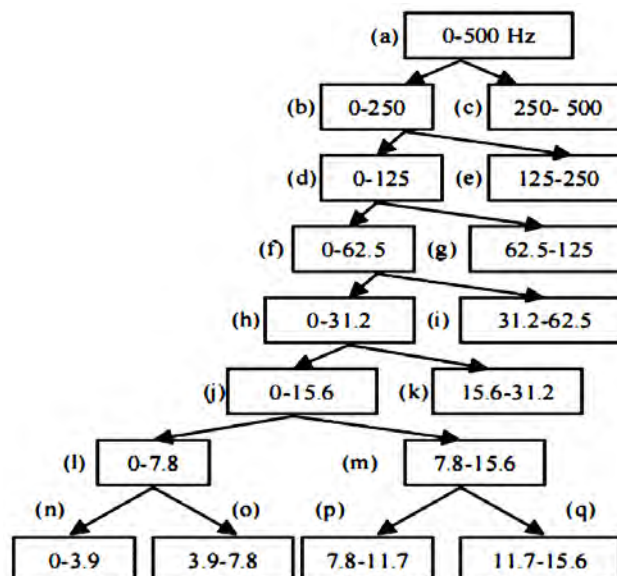 (a) 0-500 Hz
(b) 0-250 (c) 250- 500
(d) 0-125 (e) 125-250
(f) 0-62.5 (g) 62.5-125
(h) 0-31.2 (i) 31.2-62.5
(j) 0-15.6 (k) 15.6-31.2
(l) 0-7.8 (m) 7.8-15.6
(n) (o) (p) (q)
0-3.9 3.9-7.8 7.8-11.7 11.7-15.6